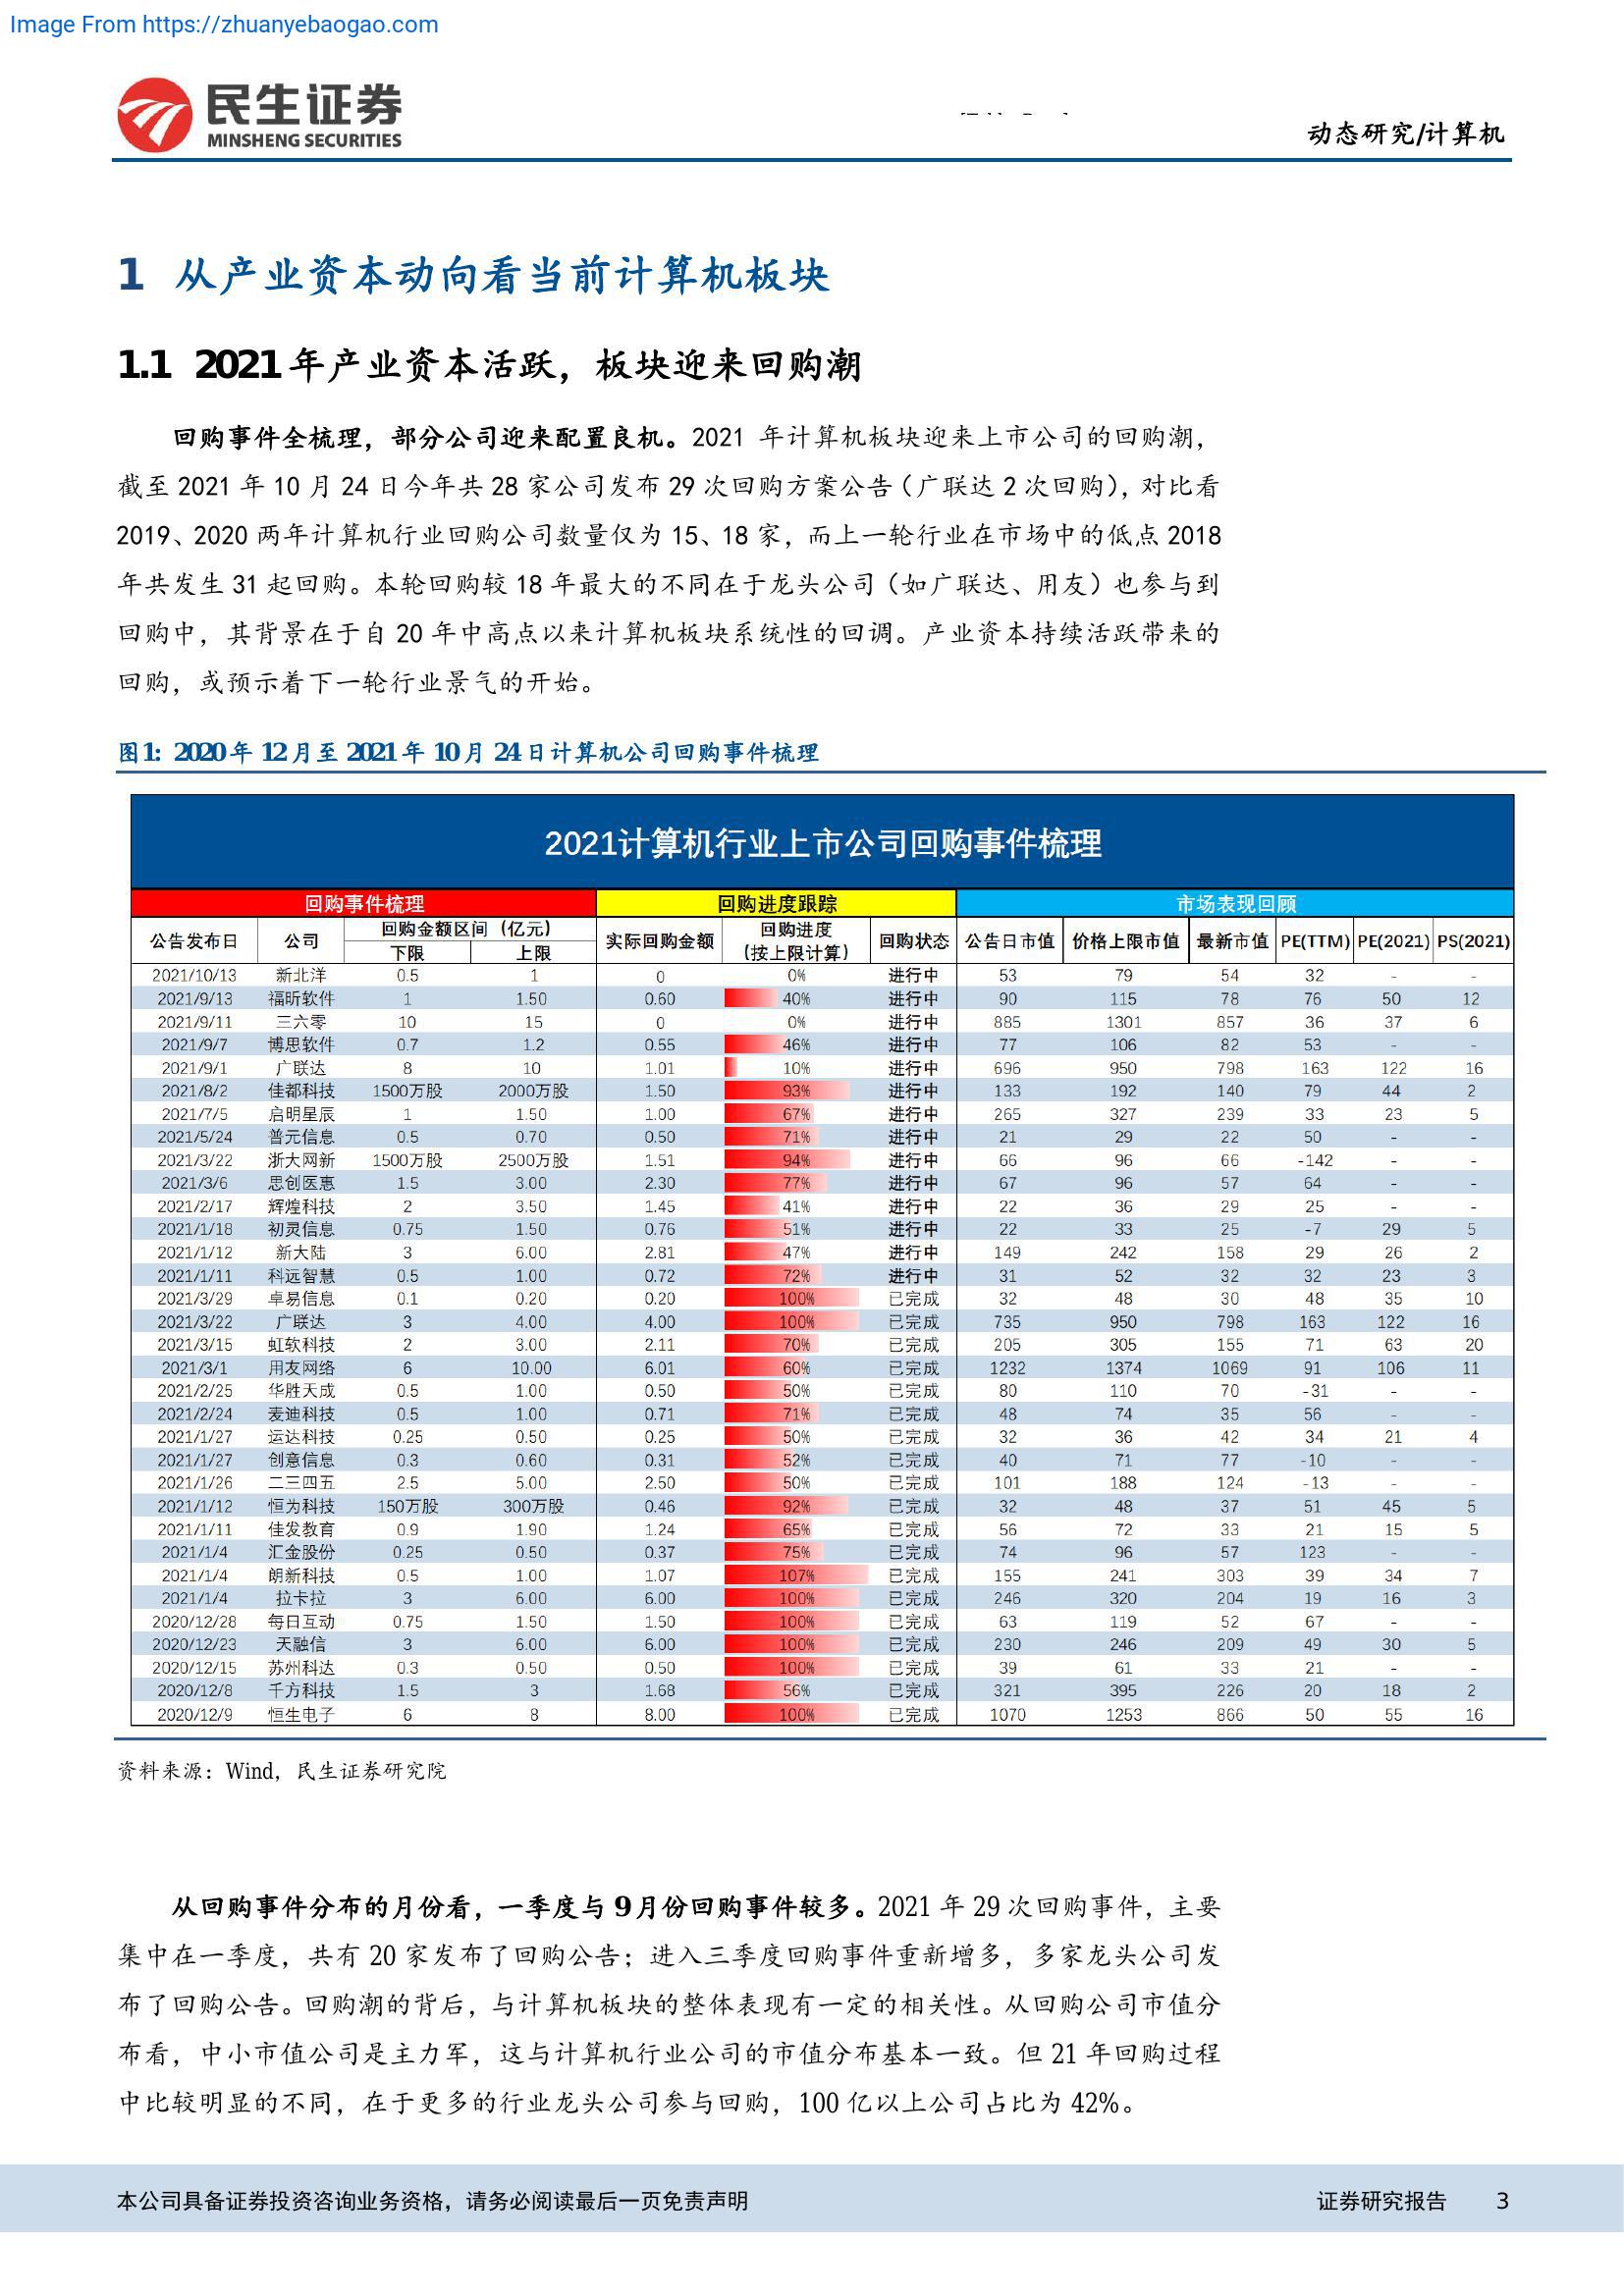 Image From https://zhuanyebaogao.com
民生证券
MINSHENG SECURITIES
动态研究/计算机
1 从产业资本动向看当前计算机板块
1.1 2021年产业资本活跃，板块迎来回购潮
回购事件全梳理，部分公司迎来配置良机。2021 年计算机板块迎来上市公司的回购潮，
截至 2021 年 10 月 24 日今年共 28 家公司发布 29 次回购方案公告（广联达 2 次回购），对比看
2019、2020 两年计算机行业回购公司数量仅为 15、18 家，而上一轮行业在市场中的低点 2018
年共发生 31 起回购。本轮回购较 18 年最大的不同在于龙头公司（如广联达、用友）也参与到
回购中，其背景在于自 20 年中高点以来计算机板块系统性的回调。产业资本持续活跃带来的
回购，或预示着下一轮行业景气的开始。
图1：2020年 12月至 2021年 10月 24日计算机公司回购事件梳理
2021计算机行业上市公司回购事件梳理
回购事件梳理 回购进度跟踪 市场表现回顾
公告发布日 公司 回购金额区间（亿元） 下限 上限 实际回购金额 回购进度（按上限计算） 回购状态 公告日市值 价格上限市值 最新市值 PE(TTM) PE(2021) PS(2021)
2021/10/13 新北洋 0.5 1 0 0% 进行中 53 79 54 32 - -
2021/9/13 福昕软件 1 1.50 0.60 40% 进行中 90 115 78 76 50 12
2021/9/11 三六零 10 15 0 0% 进行中 885 1301 857 36 37 6
2021/9/7 博思软件 0.7 1.2 0.55 46% 进行中 77 106 82 53 - -
2021/9/1 广联达 8 10 1.01 10% 进行中 696 950 798 163 122 16
2021/8/2 佳都科技 1500万股 2000万股 1.50 93% 进行中 133 192 140 79 44 2
2021/7/5 启明星辰 1 1.50 1.00 67% 进行中 265 327 239 33 23 5
2021/5/24 普元信息 0.5 0.70 0.50 71% 进行中 21 29 22 50 - -
2021/3/22 浙大网新 1500万股 2500万股 1.51 94% 进行中 66 96 66 -142 - -
2021/3/6 思创医惠 1.5 3.00 2.30 77% 进行中 67 96 57 64 - -
2021/2/17 辉煌科技 2 3.50 1.45 41% 进行中 22 36 29 25 - -
2021/1/18 初灵信息 0.75 1.50 0.76 51% 进行中 22 33 25 -7 29 5
2021/1/12 新大陆 3 6.00 2.81 47% 进行中 149 242 158 29 26 2
2021/1/11 科远智慧 0.5 1.00 0.72 72% 进行中 31 52 32 32 23 3
2021/3/29 卓易信息 0.1 0.20 0.20 100% 已完成 32 48 30 48 35 10
2021/3/22 广联达 3 4.00 4.00 100% 已完成 735 950 798 163 122 16
2021/3/15 虹软科技 2 3.00 2.11 70% 已完成 205 305 155 71 63 20
2021/3/1 用友网络 6 10.00 6.01 60% 已完成 1232 1374 1069 91 106 11
2021/2/25 华胜天成 0.5 1.00 0.50 50% 已完成 80 110 70 -31 - -
2021/2/24 麦迪科技 0.5 1.00 0.71 71% 已完成 48 74 35 56 - -
2021/1/27 运达科技 0.25 0.50 0.25 50% 已完成 32 36 42 34 21 4
2021/1/27 创意信息 0.3 0.60 0.31 52% 已完成 40 71 77 -10 - -
2021/1/26 二三四五 2.5 5.00 2.50 50% 已完成 101 188 124 -13 - -
2021/1/12 恒为科技 150万股 300万股 0.46 92% 已完成 32 48 37 51 45 5
2021/1/11 佳发教育 0.9 1.90 1.24 65% 已完成 56 72 33 21 15 5
2021/1/4 汇金股份 0.25 0.50 0.37 75% 已完成 74 96 57 123 - -
2021/1/4 朗新科技 0.5 1.00 1.07 107% 已完成 155 241 303 39 34 7
2021/1/4 拉卡拉 3 6.00 6.00 100% 已完成 246 320 204 19 16 3
2020/12/28 每日互动 0.75 1.50 1.50 100% 已完成 63 119 52 67 - -
2020/12/23 天融信 3 6.00 6.00 100% 已完成 230 246 209 49 30 5
2020/12/15 苏州科达 0.3 0.50 0.50 100% 已完成 39 61 33 21 - -
2020/12/8 千方科技 1.5 3 1.68 56% 已完成 321 395 226 20 18 2
2020/12/9 恒生电子 6 8 8.00 100% 已完成 1070 1253 866 50 55 16
资料来源：Wind，民生证券研究院
从回购事件分布的月份看，一季度与 9月份回购事件较多。2021 年 29 次回购事件，主要
集中在一季度，共有 20 家发布了回购公告；进入三季度回购事件重新增多，多家龙头公司发
布了回购公告。回购潮的背后，与计算机板块的整体表现有一定的相关性。从回购公司市值分
布看，中小市值公司是主力军，这与计算机行业公司的市值分布基本一致。但 21 年回购过程
中比较明显的不同，在于更多的行业龙头公司参与回购，100 亿以上公司占比为 42%。
本公司具备证券投资咨询业务资格，请务必阅读最后一页免责声明 证券研究报告 3